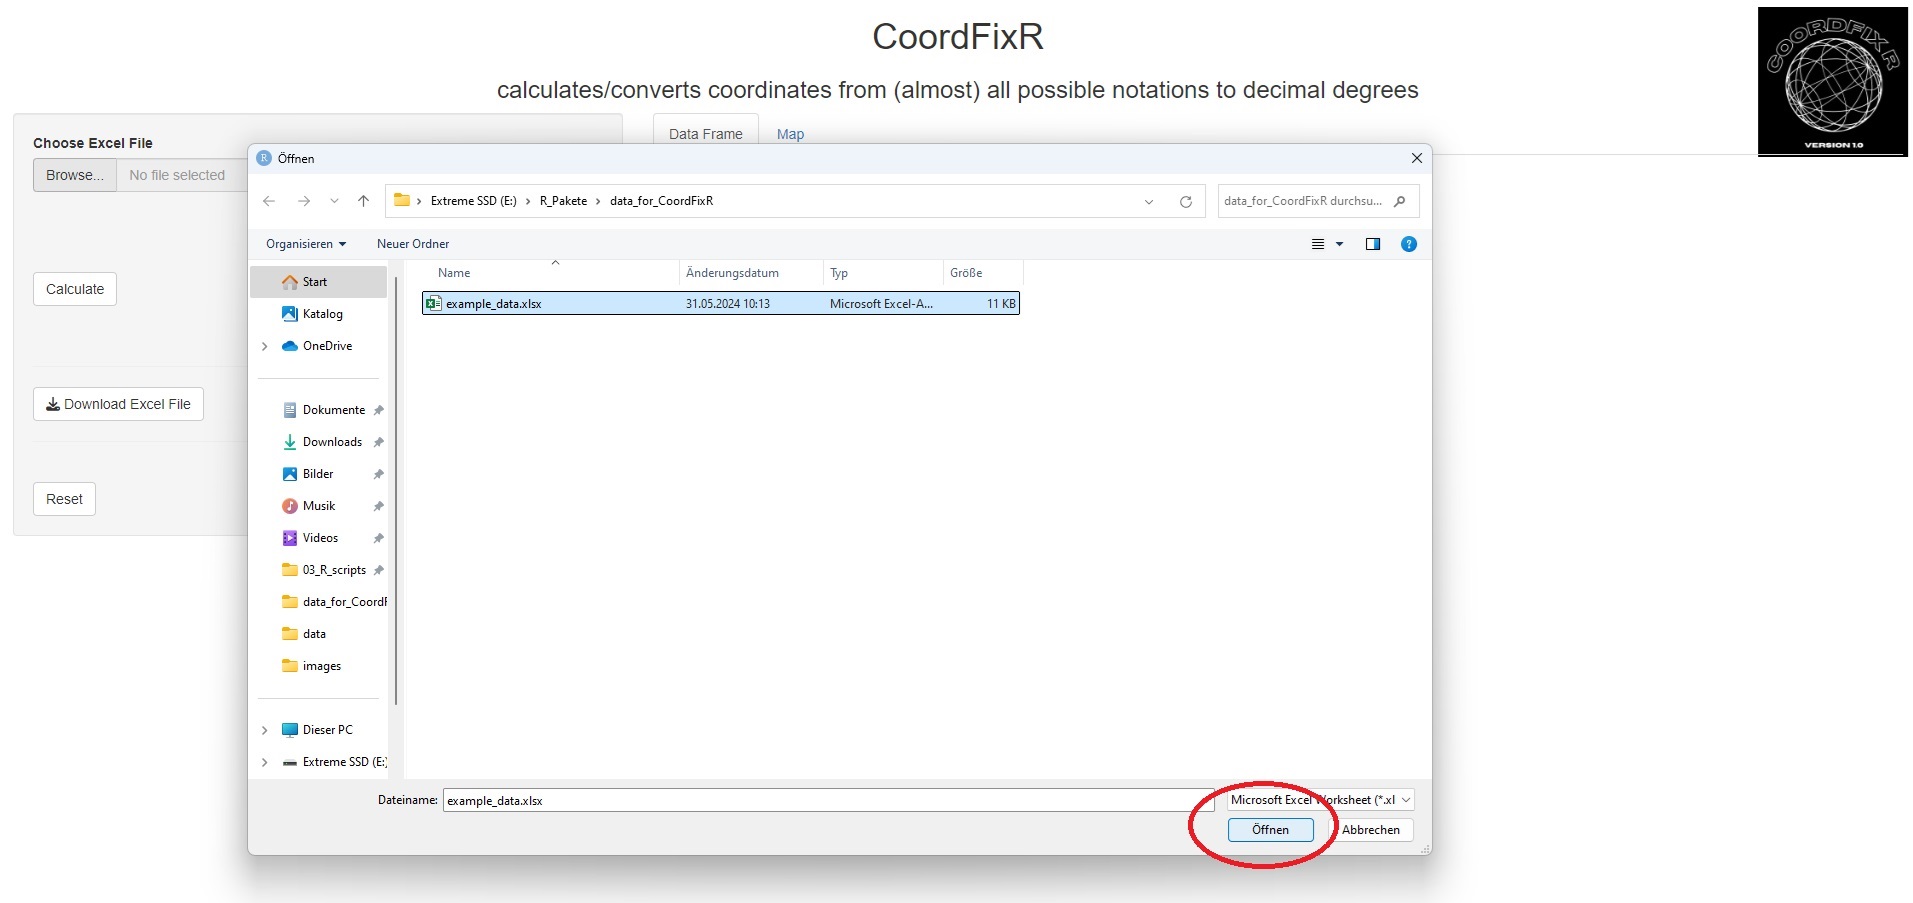 CoordFixR
calculates/converts coordinates from (almost) all possible notations to decimal degrees
COORDFIX R
VERSION 1.0
Choose Excel File
Browse... No file selected
Calculate
Download Excel File
Reset
Data Frame Map
R Öffnen
Extreme SSD (E:) › R_Pakete › data_for_CoordFixR
data_for_CoordFixR durchsu...
Organisieren Neuer Ordner
?
Name Änderungsdatum Typ Größe
example_data.xlsx 31.05.2024 10:13 Microsoft Excel-A... 11 KB
Start
Katalog
OneDrive
Dokumente
Downloads
Bilder
Musik
Videos
03_R_scripts
data_for_CoordF
data
images
Dieser PC
Extreme SSD (E:)
Dateiname: example_data.xlsx Microsoft Excel Worksheet (*.xl
Öffnen Abbrechen